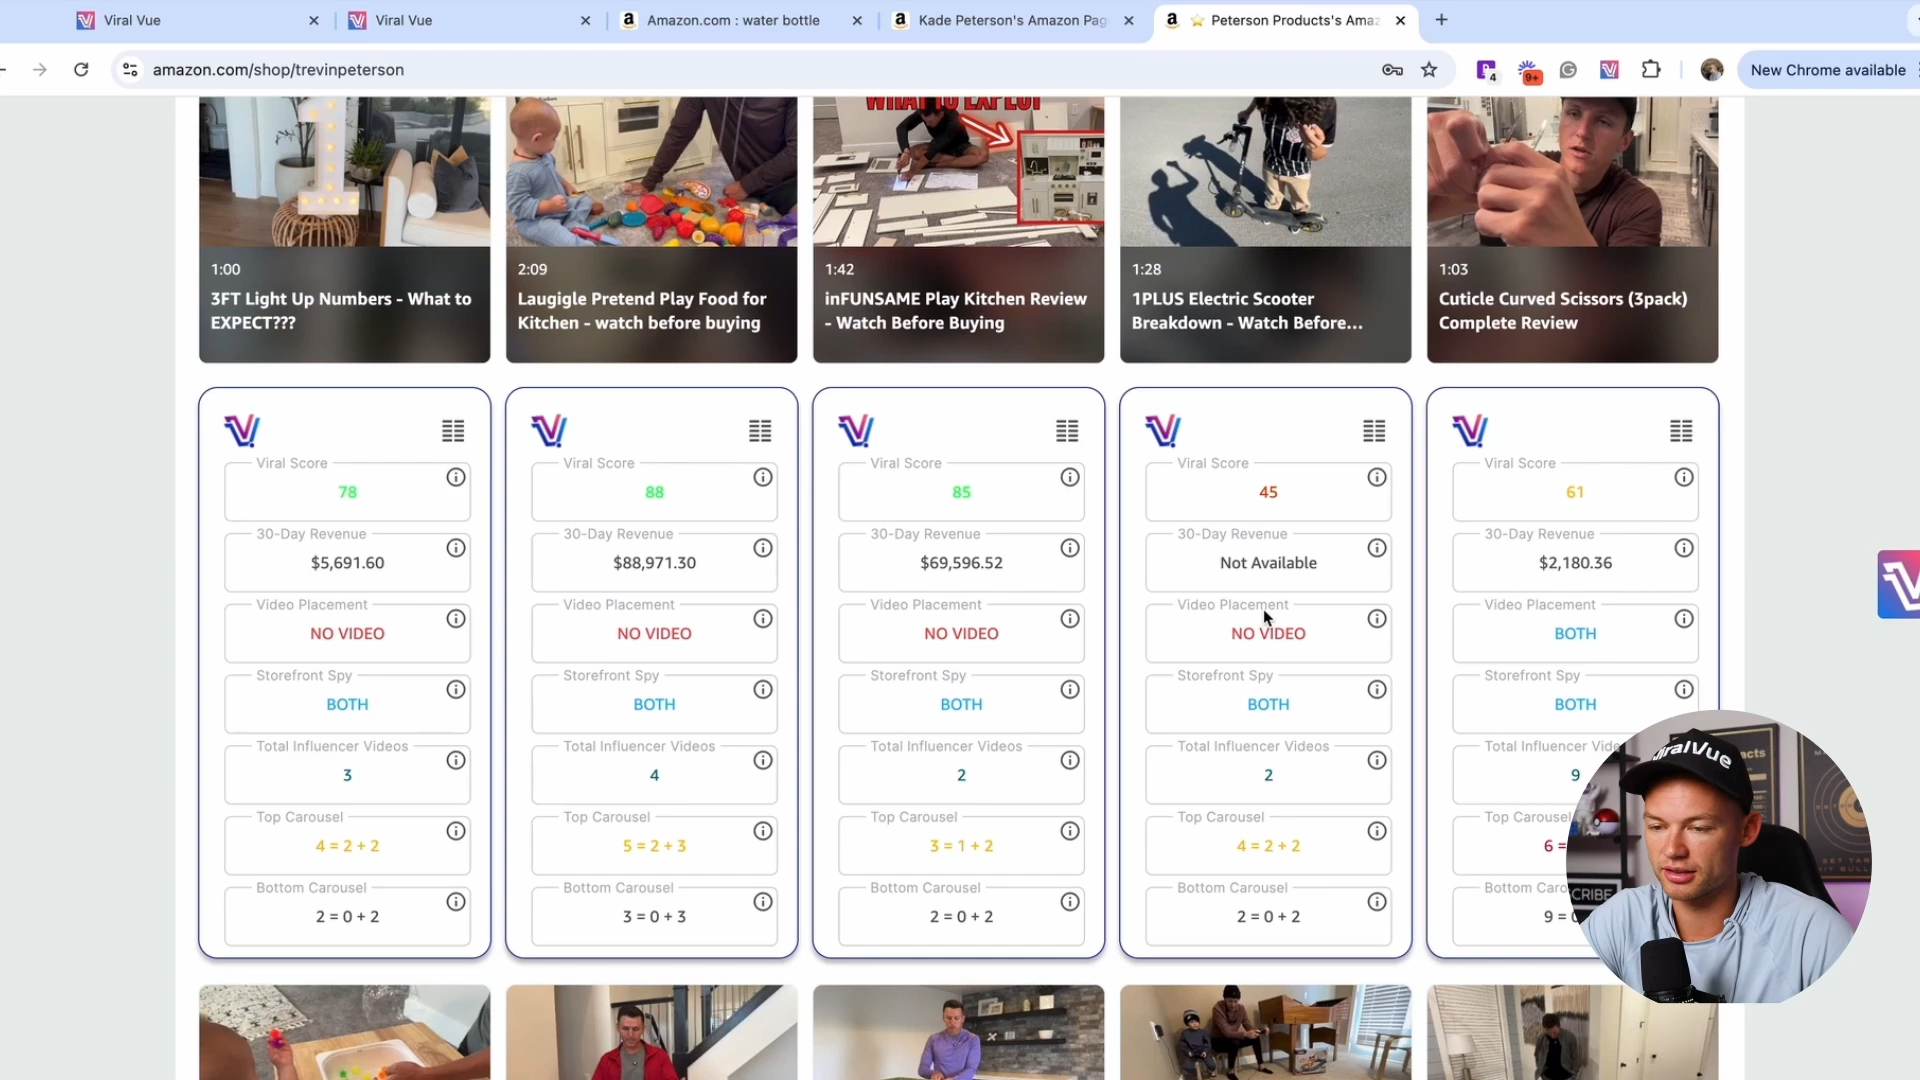 Viral Vue
Viral Vue
Amazon.com : water bottle
Kade Peterson's Amazon Pag
Peterson Products's Ama
amazon.com/shop/trevinpeterson
4
9+
New Chrome available
WHAT TO EXPECT
1:00
3FT Light Up Numbers - What to
EXPECT???
2:09
Laugigle Pretend Play Food for
Kitchen - watch before buying
1:42
inFUNSAME Play Kitchen Review
- Watch Before Buying
1:28
1PLUS Electric Scooter
Breakdown - Watch Before...
1:03
Cuticle Curved Scissors (3pack)
Complete Review
Viral Score
78
30-Day Revenue
$5,691.60
Video Placement
NO VIDEO
Storefront Spy
BOTH
Total Influencer Videos
3
Top Carousel
4 = 2 + 2
Bottom Carousel
2 = 0 + 2
Viral Score
88
30-Day Revenue
$88,971.30
Video Placement
NO VIDEO
Storefront Spy
BOTH
Total Influencer Videos
4
Top Carousel
5 = 2 + 3
Bottom Carousel
3 = 0 + 3
Viral Score
85
30-Day Revenue
$69,596.52
Video Placement
NO VIDEO
Storefront Spy
BOTH
Total Influencer Videos
2
Top Carousel
3 = 1 + 2
Bottom Carousel
2 = 0 + 2
Viral Score
45
30-Day Revenue
Not Available
Video Placement
NO VIDEO
Storefront Spy
BOTH
Total Influencer Videos
2
Top Carousel
4 = 2 + 2
Bottom Carousel
2 = 0 + 2
Viral Score
61
30-Day Revenue
$2,180.36
Video Placement
BOTH
Storefront Spy
BOTH
Total Influencer Vide
9
Top Carousel
6 =
Bottom Caro
9 =
ViralVue
CRIBE